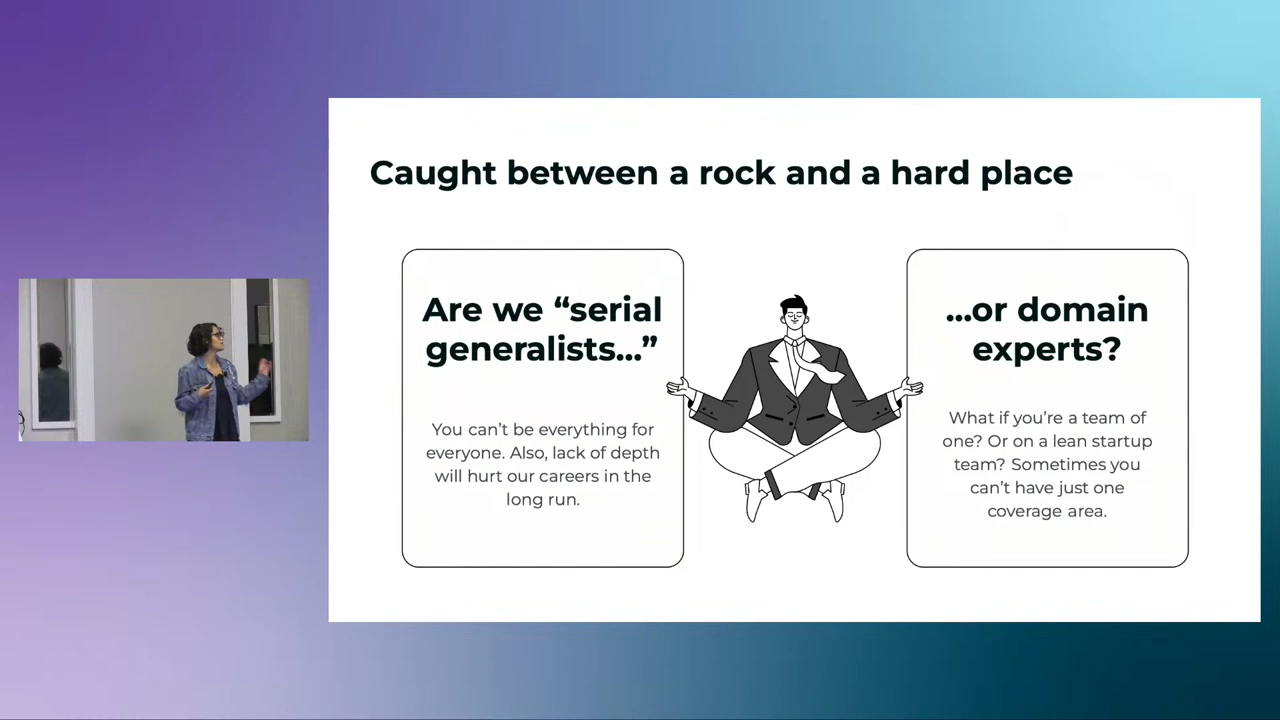 Caught between a rock and a hard place
Are we “serial
generalists...”
You can’t be everything for
everyone. Also, lack of depth
will hurt our careers in the
long run.
...or domain
experts?
What if you’re a team of
one? Or on a lean startup
team? Sometimes you
can’t have just one
coverage area.